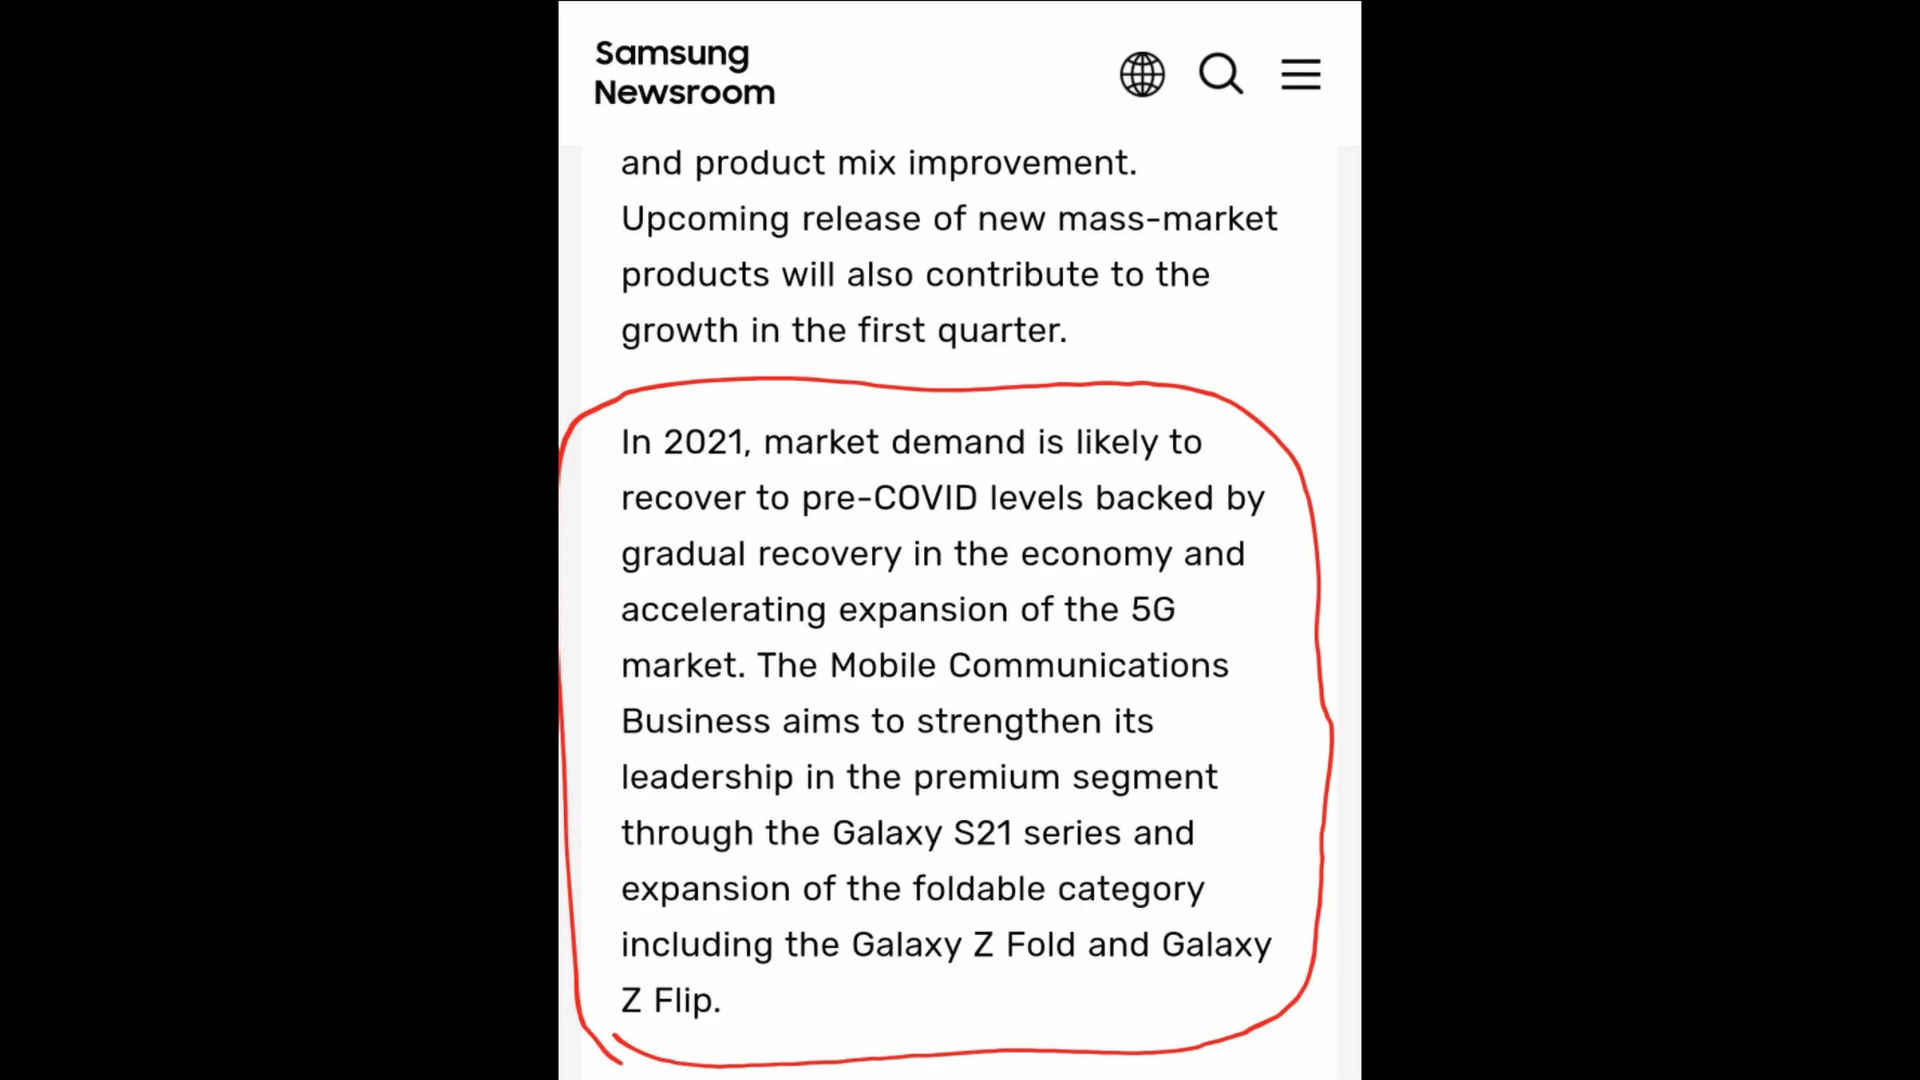 Samsung
Newsroom
and product mix improvement.
Upcoming release of new mass-market
products will also contribute to the
growth in the first quarter.
In 2021, market demand is likely to
recover to pre-COVID levels backed by
gradual recovery in the economy and
accelerating expansion of the 5G
market. The Mobile Communications
Business aims to strengthen its
leadership in the premium segment
through the Galaxy S21 series and
expansion of the foldable category
including the Galaxy Z Fold and Galaxy
Z Flip.